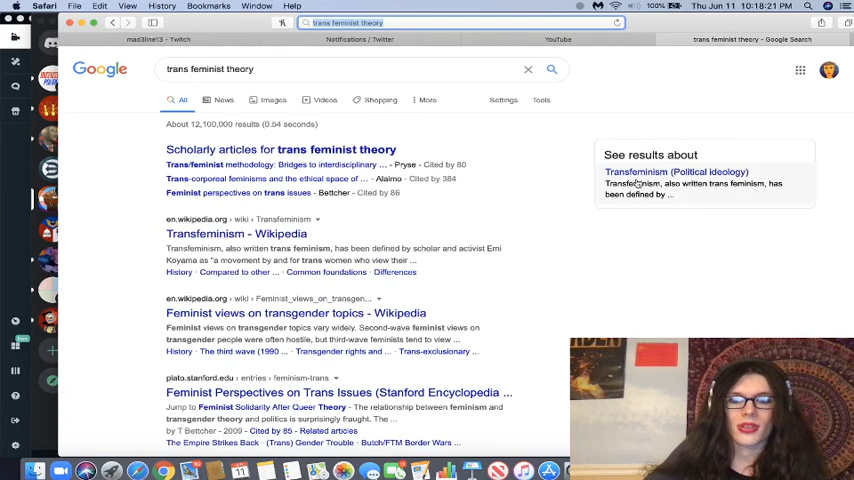 Safari File Edit View History Bookmarks Window Help
100% Thu Jun 11 10:18:21 AM
trans feminist theory
mad3line13 - Twitch Notifications / Twitter YouTube trans feminist theory - Google Search
Google
trans feminist theory
All News Images Videos Shopping More Settings Tools
About 12,100,000 results (0.54 seconds)
Scholarly articles for trans feminist theory
Trans/feminist methodology: Bridges to interdisciplinary ... - Pryse - Cited by 80
Trans-corporeal feminisms and the ethical space of ... - Alaimo - Cited by 384
Feminist perspectives on trans issues - Bettcher - Cited by 86
en.wikipedia.org › wiki › Transfeminism
Transfeminism - Wikipedia
Transfeminism, also written trans feminism, has been defined by scholar and activist Emi
Koyama as "a movement by and for trans women who view their ...
History · Compared to other ... · Common foundations · Differences
en.wikipedia.org › wiki › Feminist_views_on_transgen...
Feminist views on transgender topics - Wikipedia
Feminist views on transgender topics vary widely. Second-wave feminist views on
transgender people were often hostile, but third-wave feminists tend to view ...
History · The third wave (1990 ... · Transgender rights and ... · Trans-exclusionary ...
plato.stanford.edu › entries › feminism-trans
Feminist Perspectives on Trans Issues (Stanford Encyclopedia ...
Jump to Feminist Solidarity After Queer Theory - The relationship between feminism and
transgender theory and politics is surprisingly fraught. The ...
by T Bettcher - 2009 - Cited by 85 - Related articles
The Empire Strikes Back · (Trans) Gender Trouble · Butch/FTM Border Wars ...
See results about
Transfeminism (Political ideology)
Transfeminism, also written trans feminism, has
been defined by ...
New
11